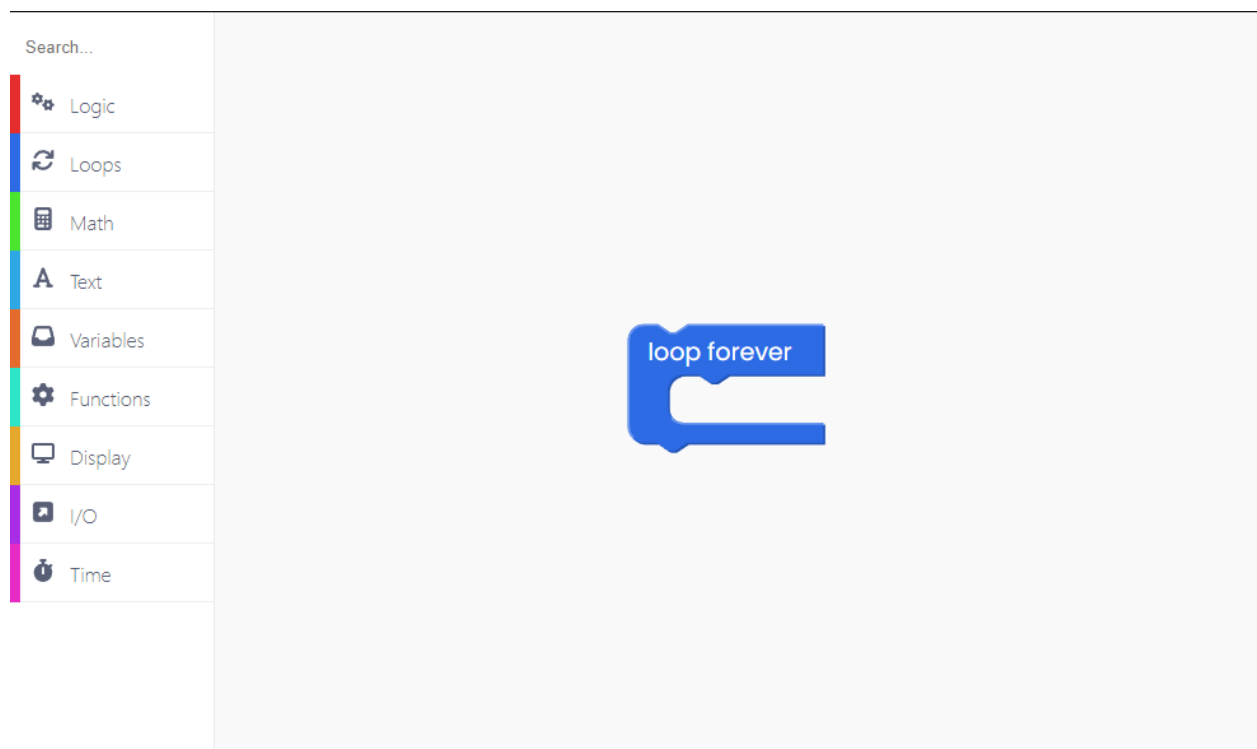 Search...
Logic
Loops
Math
Text
Variables
Functions
Display
I/O
Time
loop forever